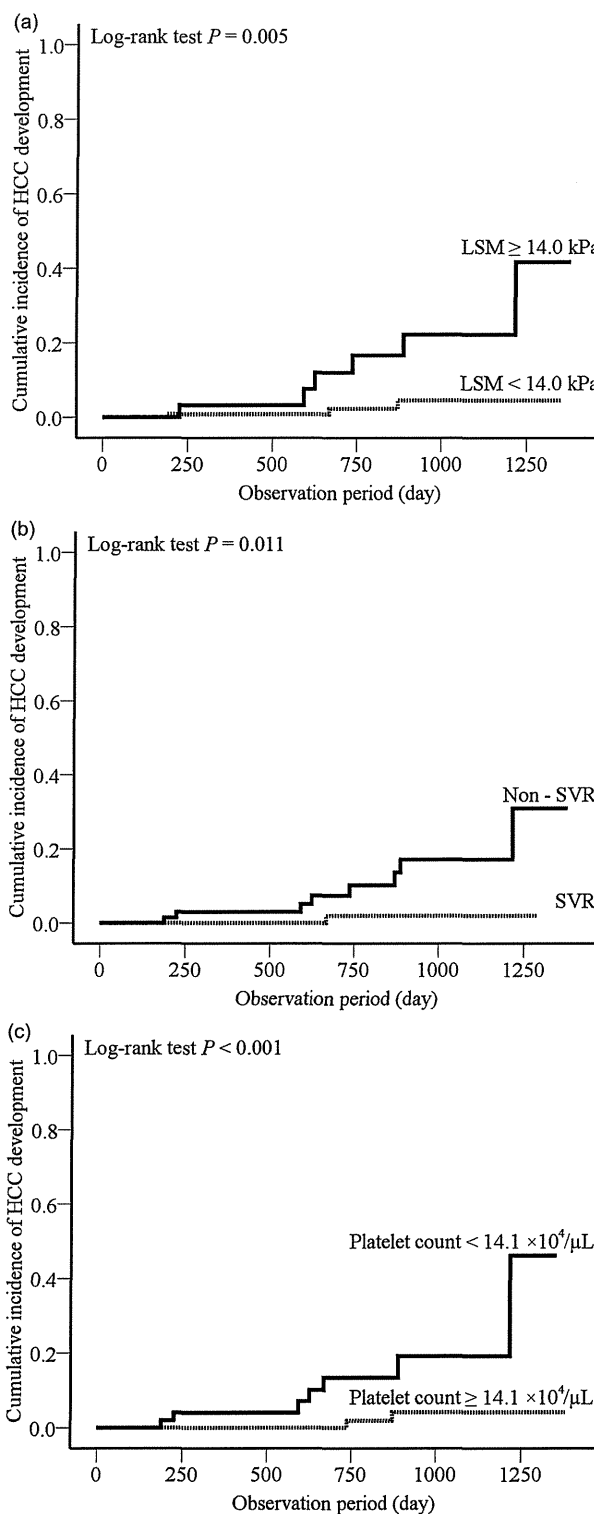 (a)
Log-rank test P = 0.005
Cumulative incidence of HCC development
1.0
0.8
0.6
0.4
0.2
0.0
LSM ≥ 14.0 kPa
LSM < 14.0 kPa
0 250 500 750 1000 1250
Observation period (day)
(b)
Log-rank test P = 0.011
Cumulative incidence of HCC development
1.0
0.8
0.6
0.4
0.2
0.0
Non - SVR
SVR
0 250 500 750 1000 1250
Observation period (day)
(c)
Log-rank test P < 0.001
Cumulative incidence of HCC development
1.0
0.8
0.6
0.4
0.2
0.0
Platelet count < 14.1 ×10⁴/μL
Platelet count ≥ 14.1 ×10⁴/μL
0 250 500 750 1000 1250
Observation period (day)